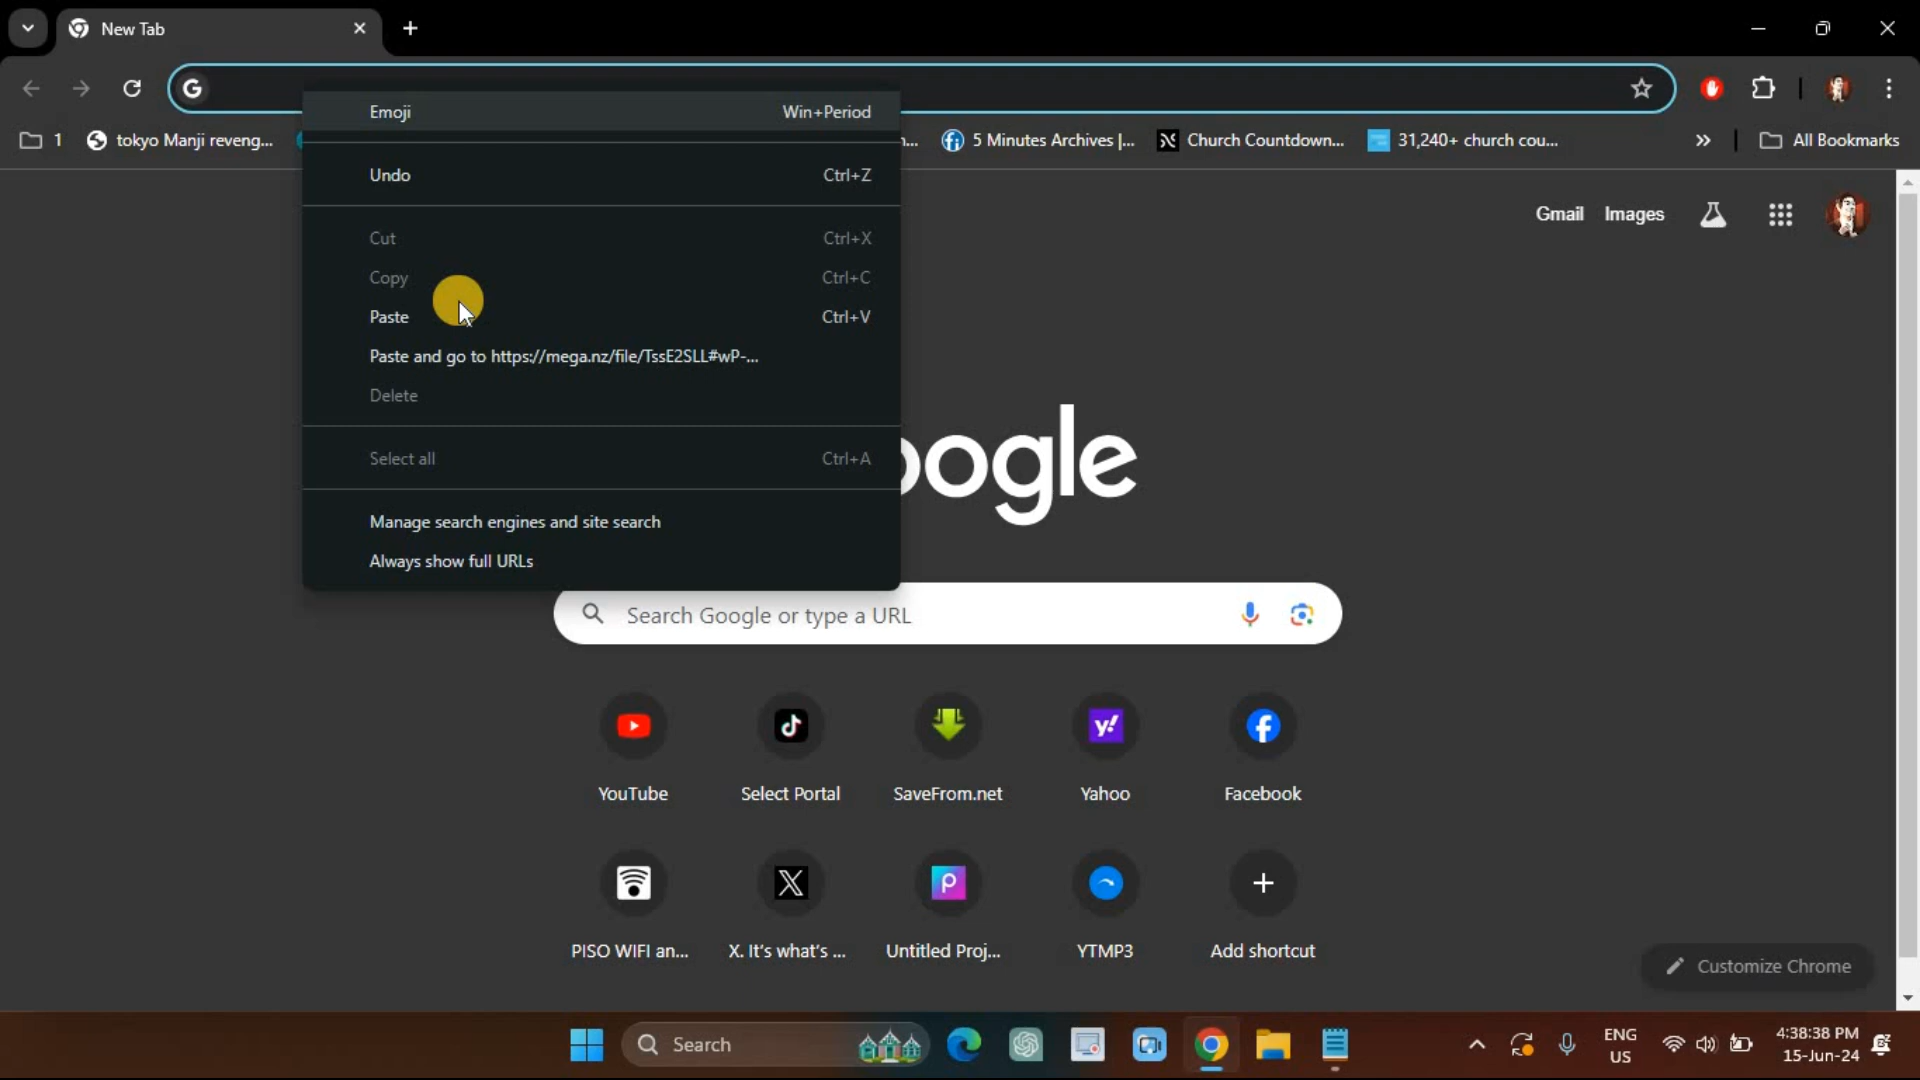 New Tab
Emoji Win+Period
1 tokyo Manji reveng... n... 5 Minutes Archives |... Church Countdown... 31,240+ church cou... » All Bookmarks
Undo Ctrl+Z
Gmail Images
Cut Ctrl+X
Copy Ctrl+C
Paste Ctrl+V
Paste and go to https://mega.nz/file/TssE2SLL#wP-...
Delete
Select all Ctrl+A
oogle
Manage search engines and site search
Always show full URLs
Search Google or type a URL
YouTube Select Portal SaveFrom.net Yahoo Facebook
PISO WIFI an... X. It's what's ... Untitled Proj... YTMP3 Add shortcut
Customize Chrome
Search
ENG
US
4:38:38 PM
15-Jun-24